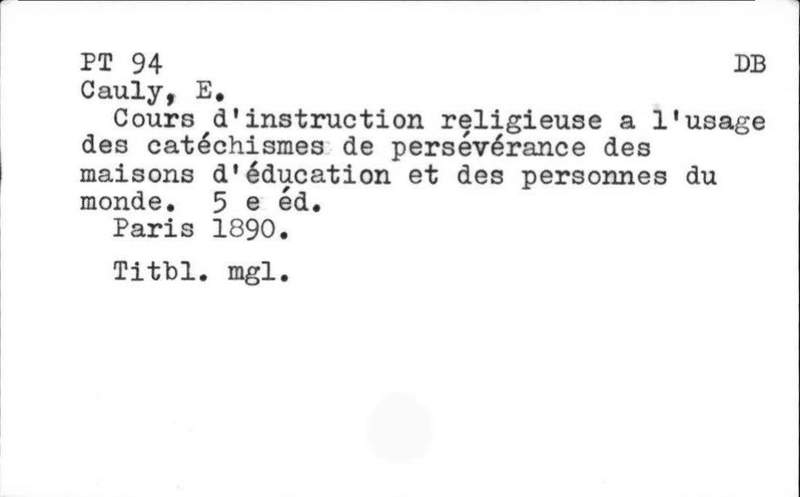 PT 94 DB
Cauly, E.
Cours d'instruction religieuse a l'usage
des catéchismes de persévérance des
maisons d'éducation et des personnes du
monde. 5 e éd.
Paris 1890.
Titbl. mgl.